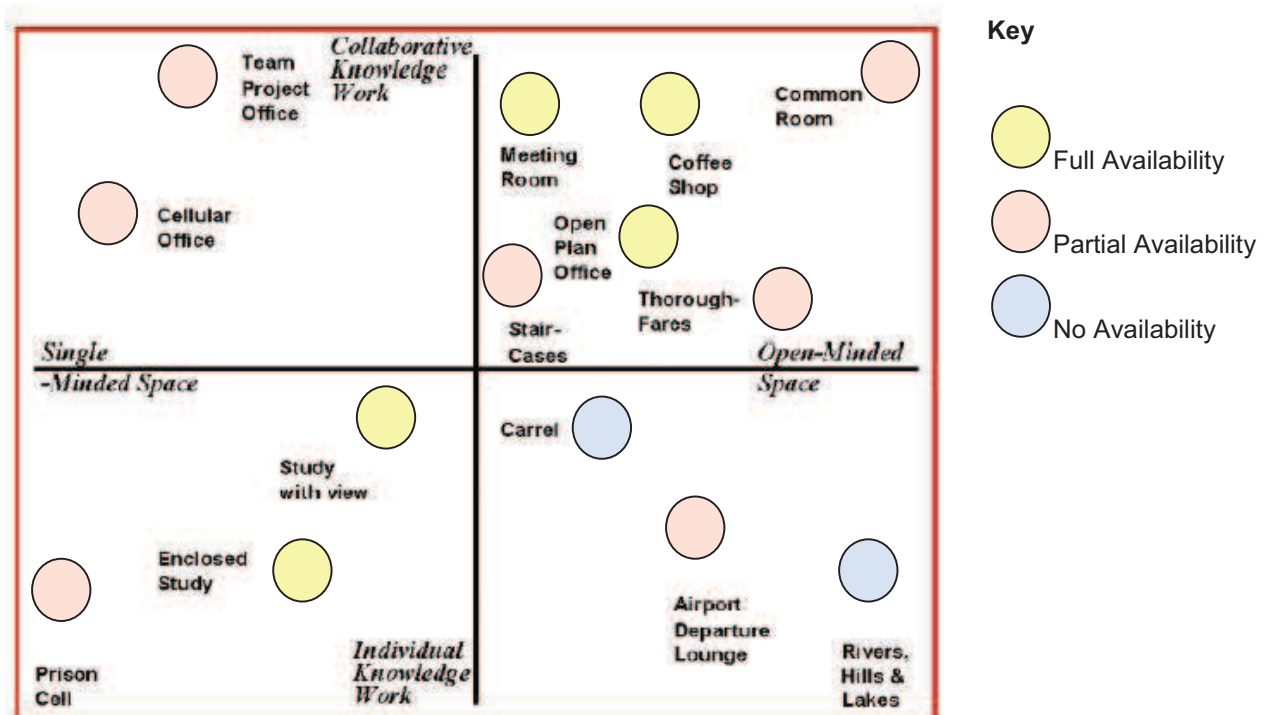 Key
Full Availability
Partial Availability
No Availability
Collaborative
Knowledge
Work
Team
Project
Office
Common
Room
Meeting
Room
Coffee
Shop
Cellular
Office
Open
Plan
Office
Thorough-
Fares
Stair-
Cases
Single
-Minded Space
Open-Minded
Space
Carrel
Study
with view
Enclosed
Study
Airport
Departure
Lounge
Individual
Knowledge
Work
Prison
Cell
Rivers,
Hills &
Lakes